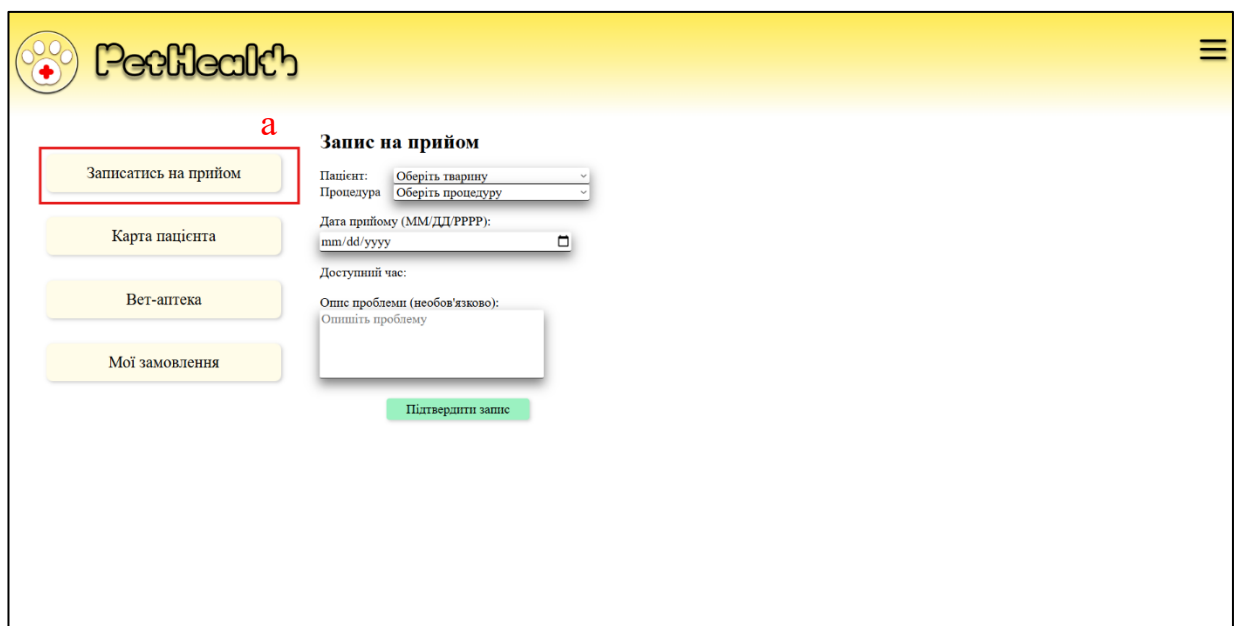 PetHealth
а
Записатись на прийом
Карта пацієнта
Вет-аптека
Мої замовлення
Запис на прийом
Пацієнт: Оберіть тварину
Процедура Оберіть процедуру
Дата прийому (ММ/ДД/РРРР):
mm/dd/yyyy
Доступний час:
Опис проблеми (необов'язково):
Опишіть проблему
Підтвердити запис